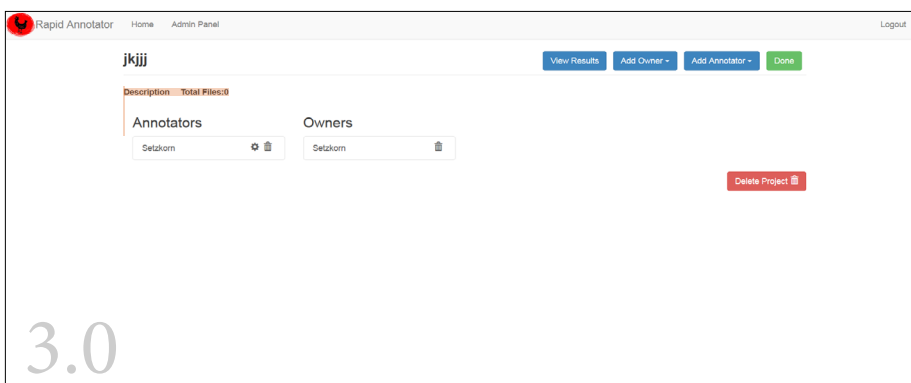 Rapid Annotator Home Admin Panel Logout
jkjjj View Results Add Owner Add Annotator Done
Description Total Files:0
Annotators Owners
Setzkorn Setzkorn
Delete Project
3.0